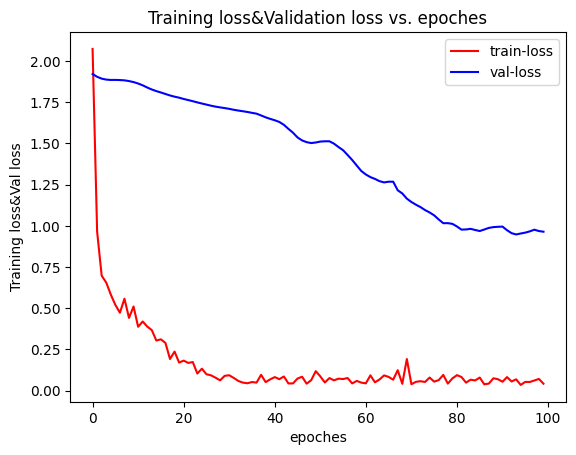 Training loss&Validation loss vs. epoches
train-loss
val-loss
Training loss&Val loss
2.00
1.75
1.50
1.25
1.00
0.75
0.50
0.25
0.00
0 20 40 60 80 100
epoches